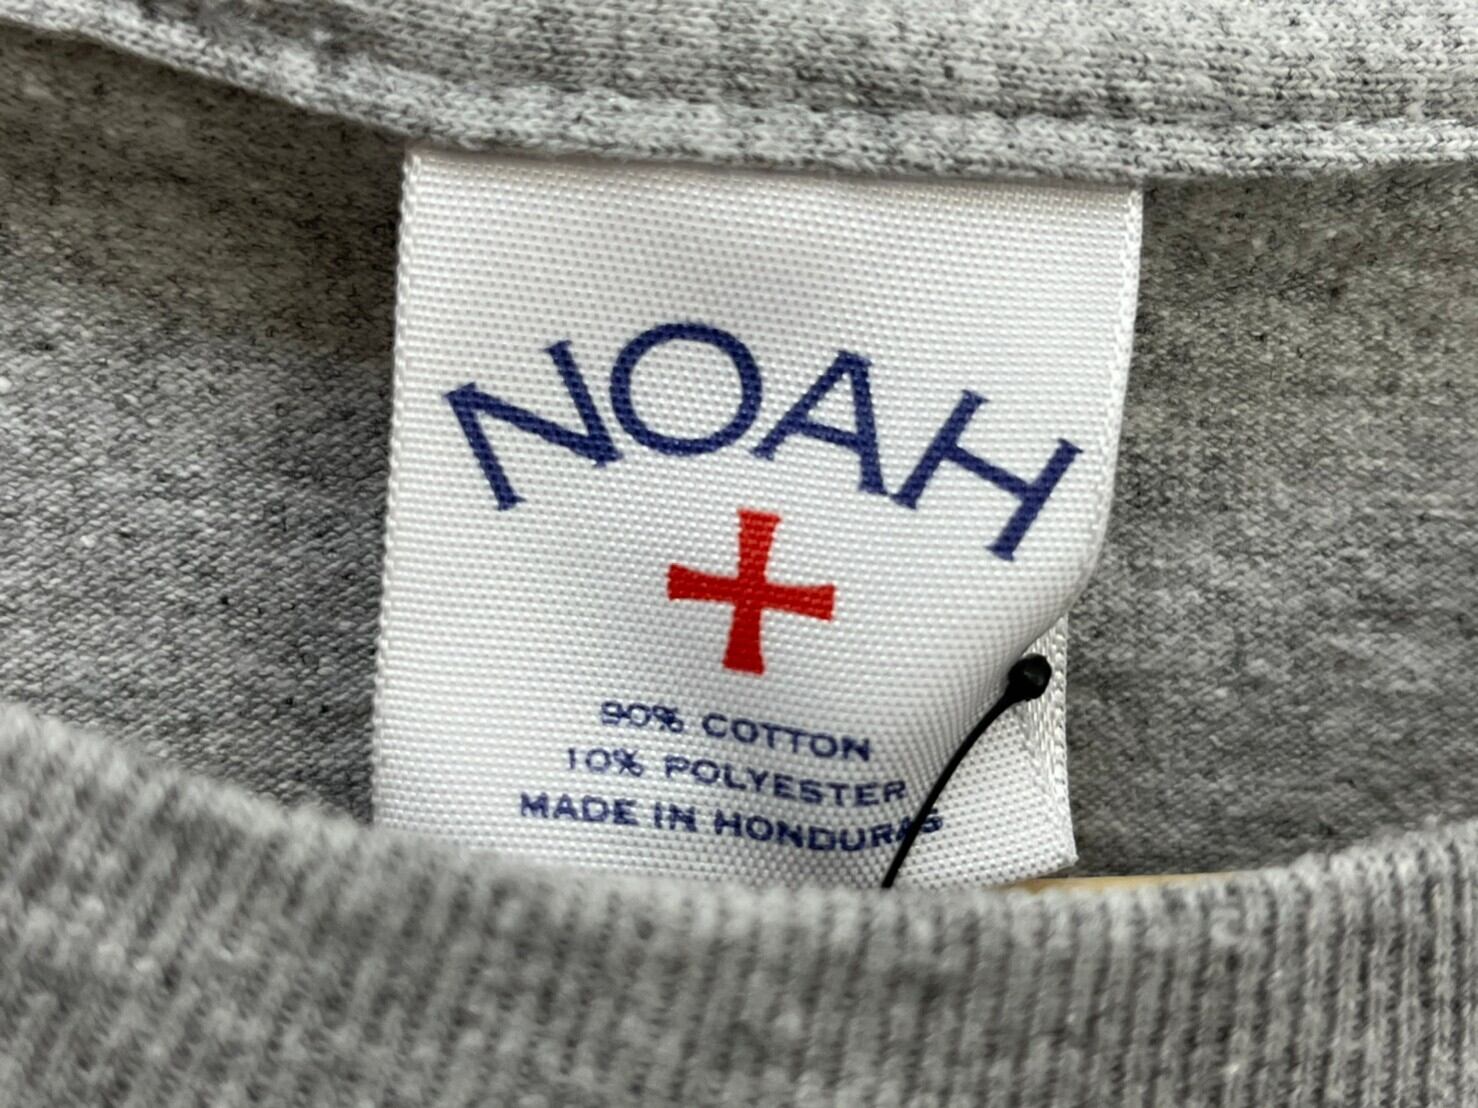 NOAH
90% COTTON
10% POLYESTER
MADE IN HONDURAS